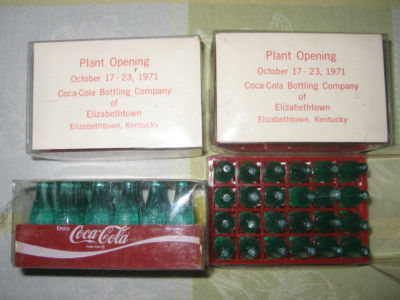 Plant Opening
October 17-23, 1971
Coca-Cola Bottling Company
of
Elizabethtown
Elizabethtown, Kentucky
Plant Opening
October 17-23, 1971
Coca-Cola Bottling Company
of
Elizabethtown
Elizabethtown, Kentucky
Enjoy
Coca-Cola